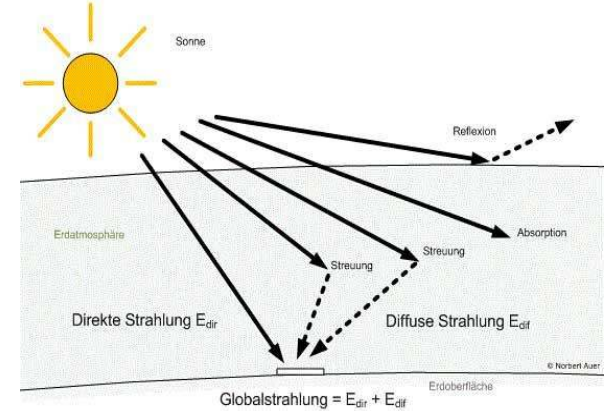 Sonne
Reflexion
Erdatmosphäre
Absorption
Streuung
Streuung
Direkte Strahlung E_dir
Diffuse Strahlung E_dif
© Norbert Auer
Erdoberfläche
Globalstrahlung = E_dir + E_dif